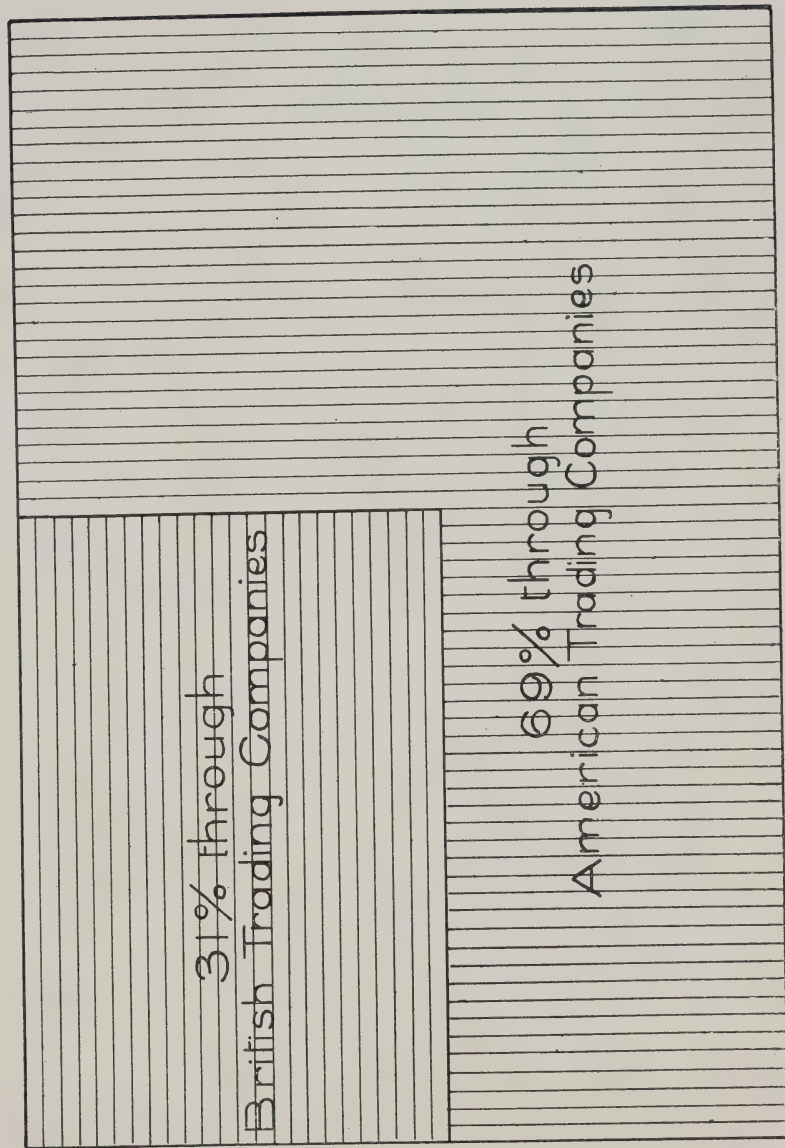 31% through
British Trading Companies
69% through
American Trading Companies